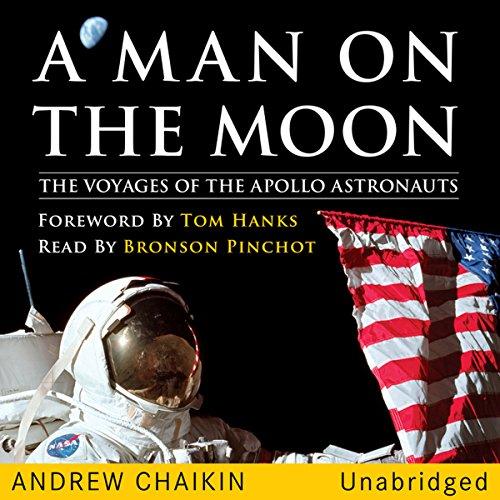 A MAN ON
THE MOON
THE VOYAGES OF THE APOLLO ASTRONAUTS
FOREWORD BY TOM HANKS
READ BY BRONSON PINCHOT
NASA
ANDREW CHAIKIN Unabridged